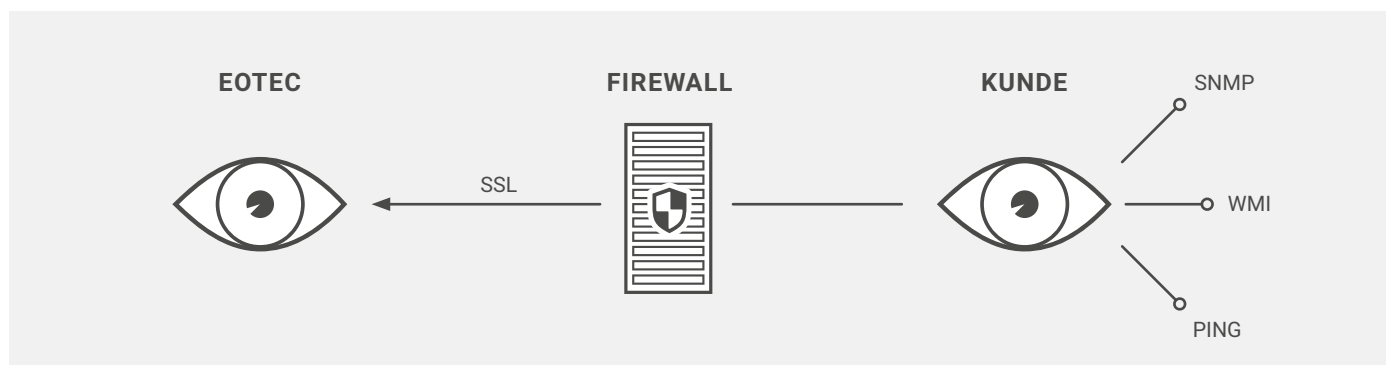 EOTEC
FIREWALL
KUNDE
SNMP
SSL
WMI
PING